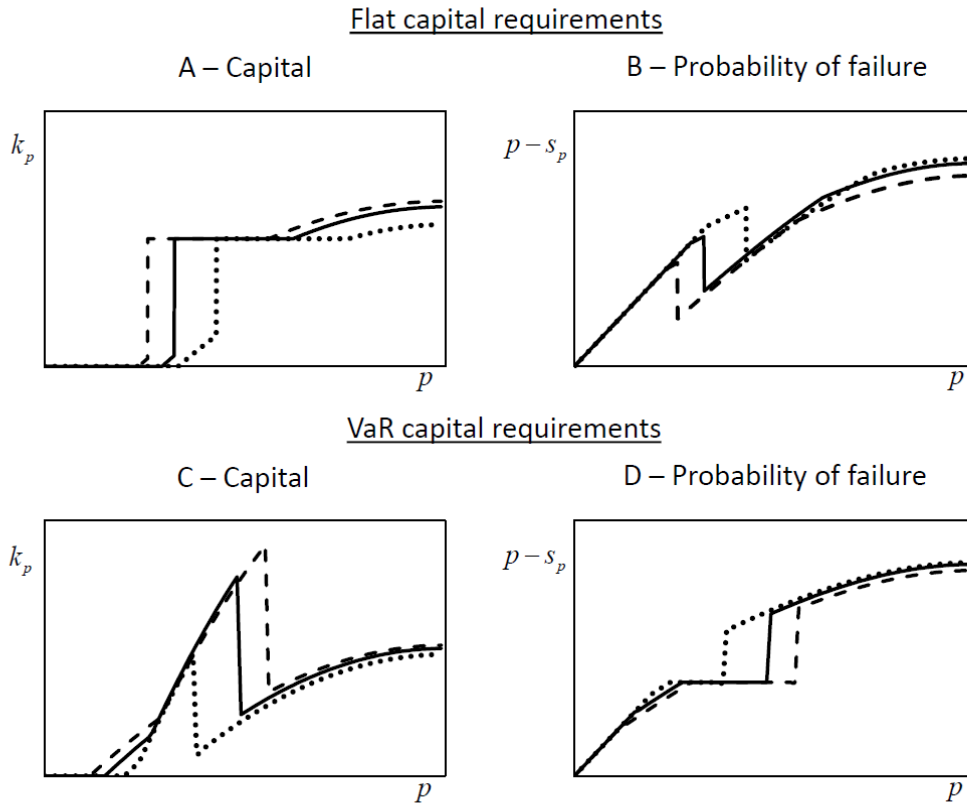 Flat capital requirements
A – Capital
B – Probability of failure
k_p
p – s_p
p
p
VaR capital requirements
C – Capital
D – Probability of failure
k_p
p – s_p
p
p